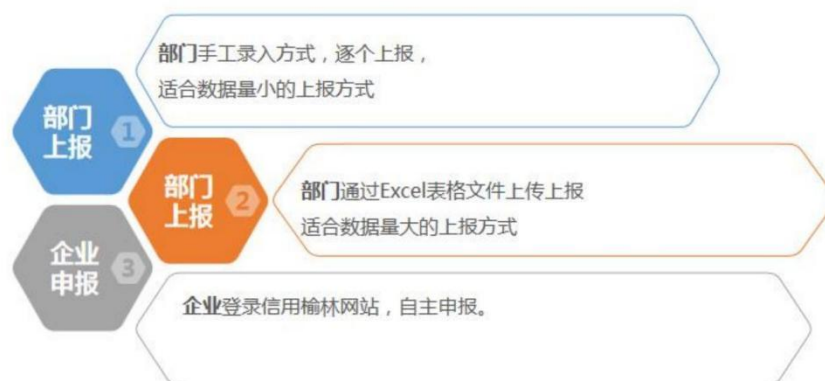 部门
上报
1
部门手工录入方式，逐个上报，
适合数据量小的上报方式
部门
上报
2
部门通过Excel表格文件上传上报
适合数据量大的上报方式
企业
申报
3
企业登录信用榆林网站，自主申报。